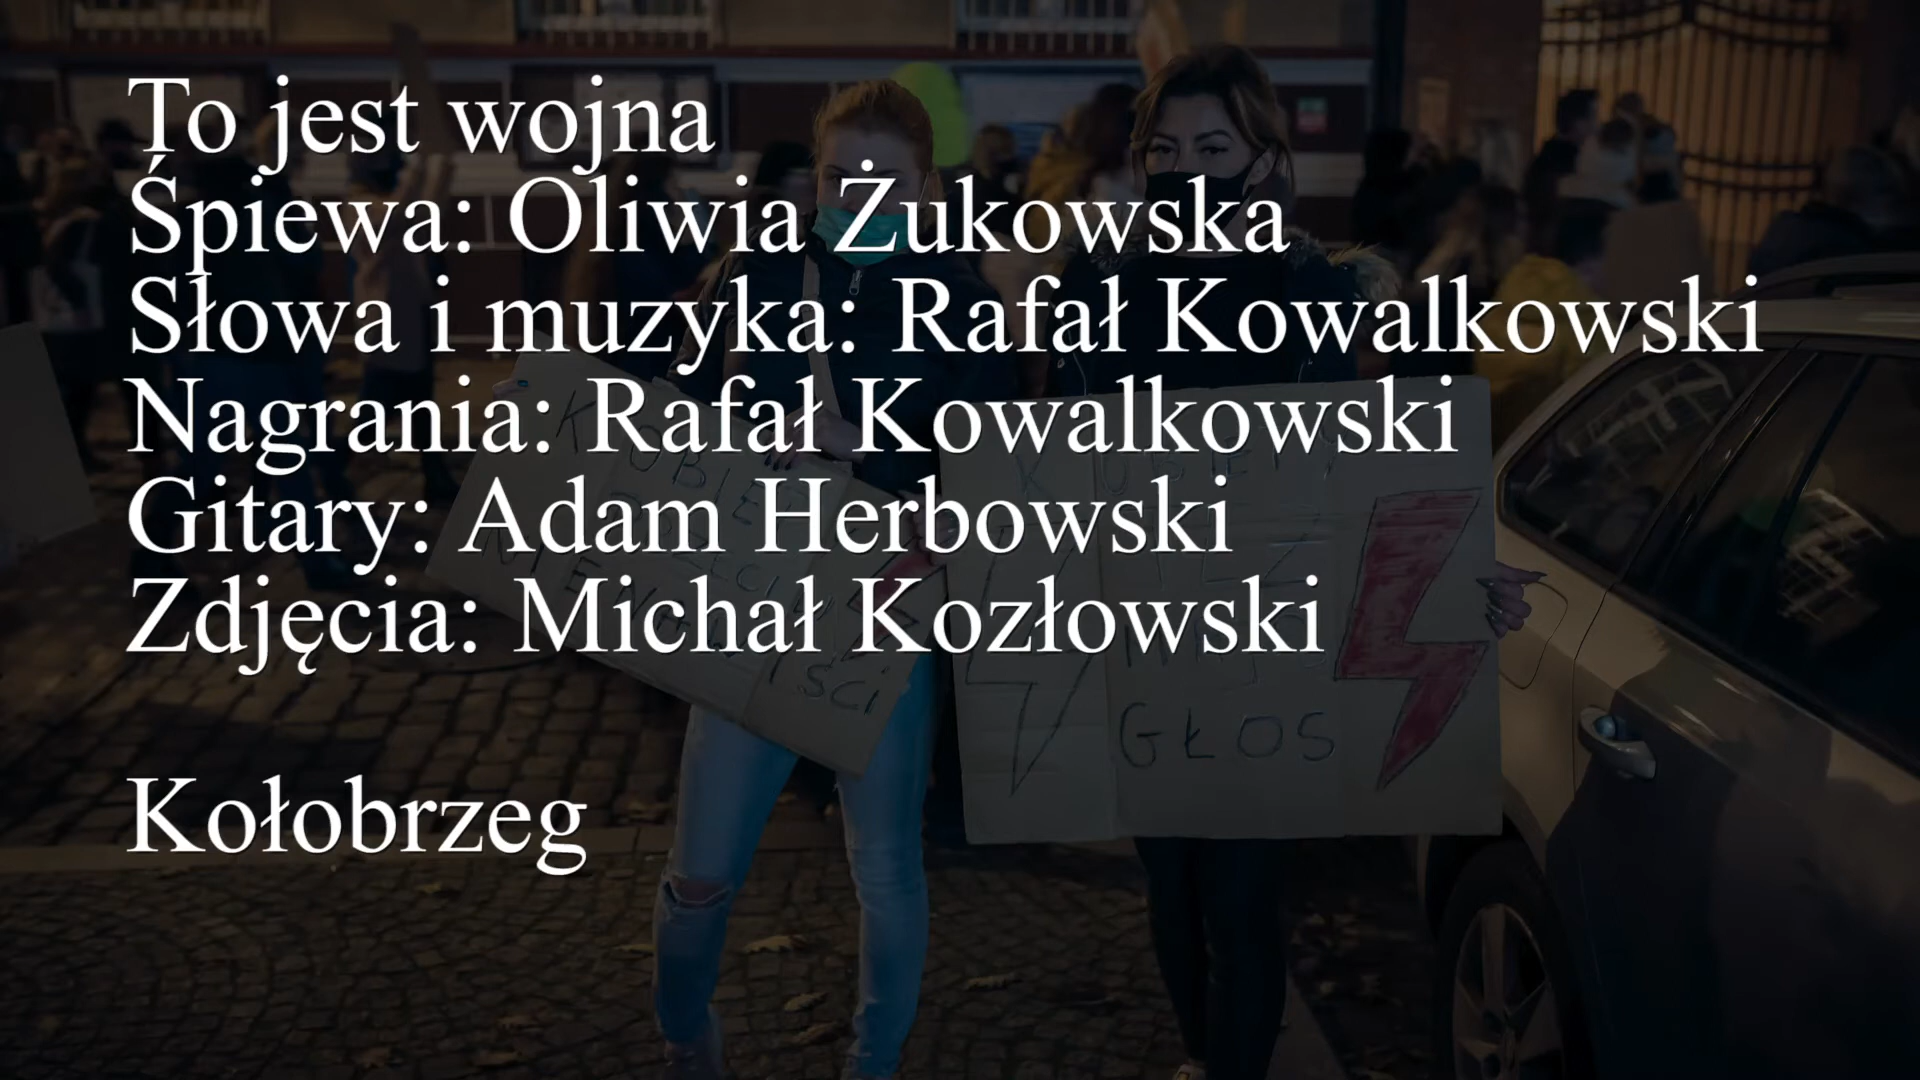 To jest wojna
Śpiewa: Oliwia Żukowska
Słowa i muzyka: Rafał Kowalkowski
Nagrania: Rafał Kowalkowski
Gitary: Adam Herbowski
Zdjęcia: Michał Kozłowski
Kołobrzeg
GŁOS